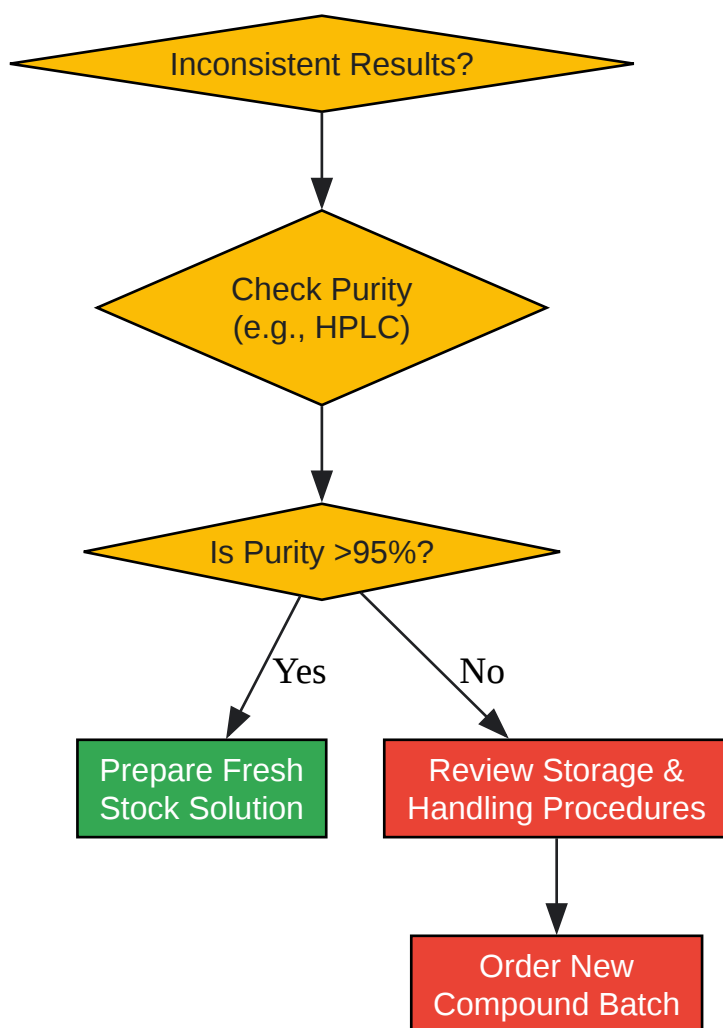 Inconsistent Results?
Check Purity
(e.g., HPLC)
Is Purity >95%?
Yes
No
Prepare Fresh
Stock Solution
Review Storage &
Handling Procedures
Order New
Compound Batch